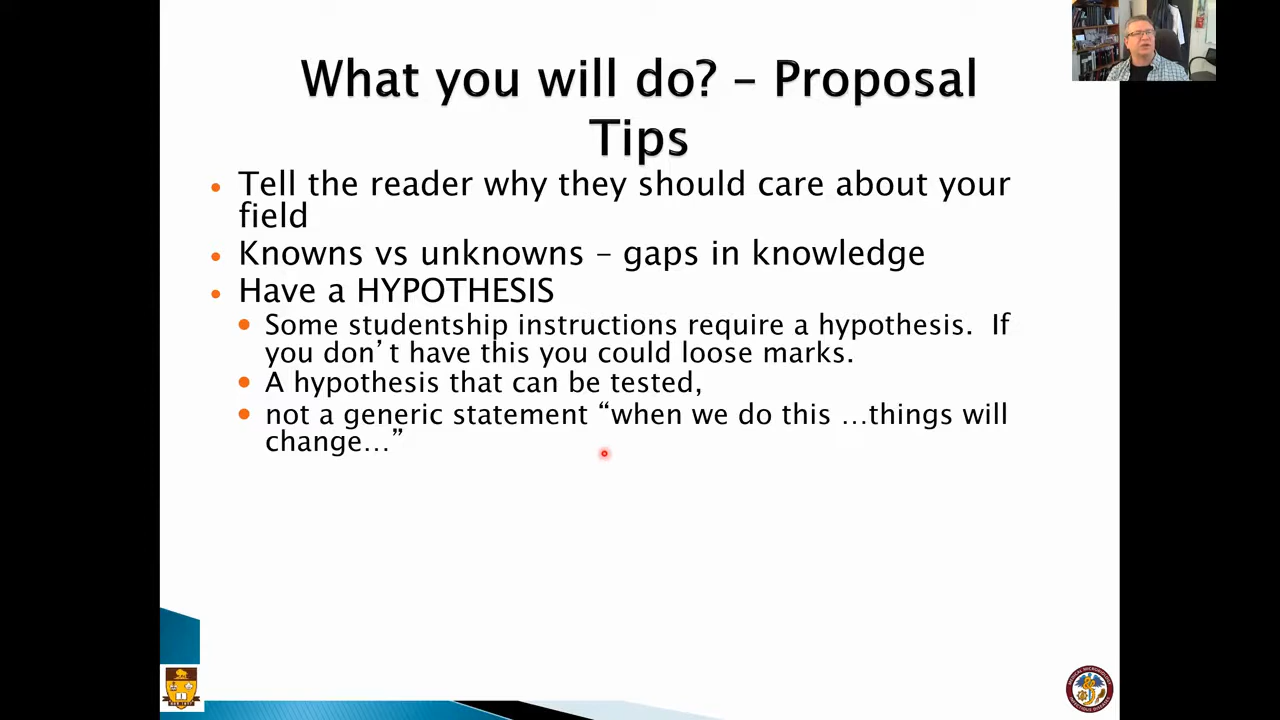 What you will do? – Proposal
Tips
• Tell the reader why they should care about your
field
• Knowns vs unknowns – gaps in knowledge
• Have a HYPOTHESIS
• Some studentship instructions require a hypothesis. If
you don’t have this you could loose marks.
• A hypothesis that can be tested,
• not a generic statement “when we do this …things will
change…”